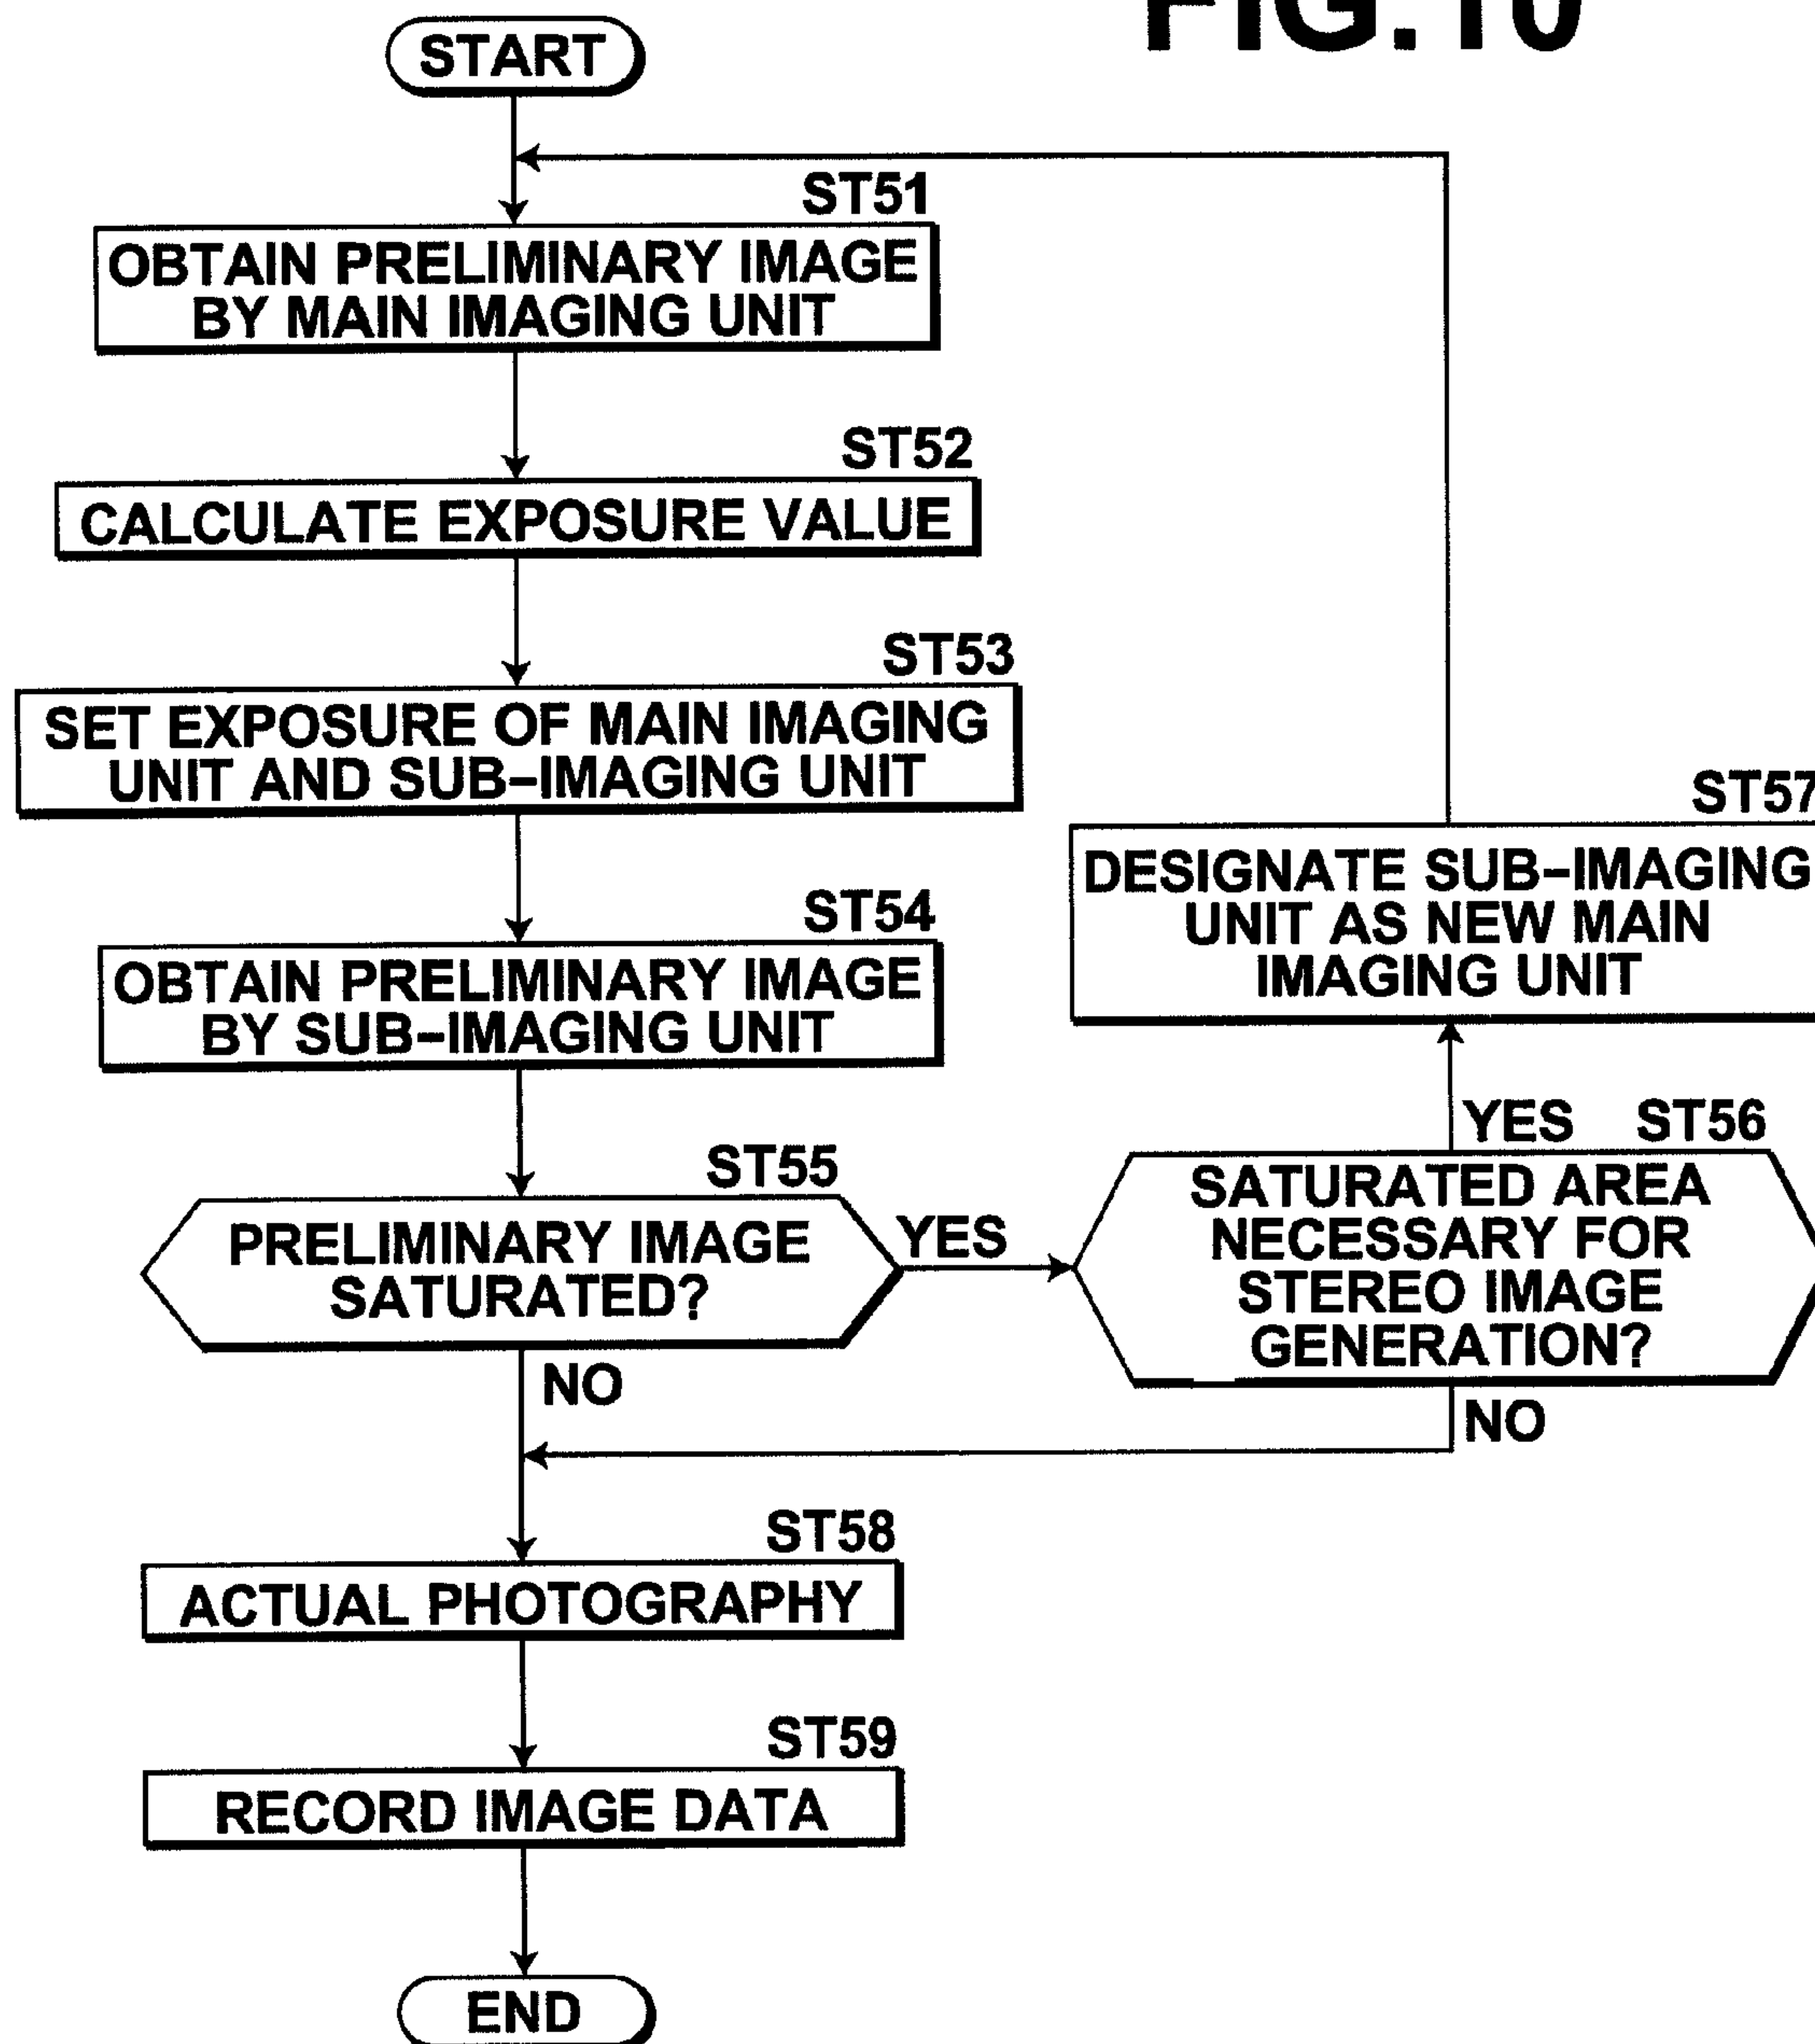 FIG.10
START
ST51
OBTAIN PRELIMINARY IMAGE
BY MAIN IMAGING UNIT
ST52
CALCULATE EXPOSURE VALUE
ST53
SET EXPOSURE OF MAIN IMAGING
UNIT AND SUB-IMAGING UNIT
ST57
DESIGNATE SUB-IMAGING
UNIT AS NEW MAIN
IMAGING UNIT
ST54
OBTAIN PRELIMINARY IMAGE
BY SUB-IMAGING UNIT
ST55
PRELIMINARY IMAGE
SATURATED?
YES
NO
YES ST56
SATURATED AREA
NECESSARY FOR
STEREO IMAGE
GENERATION?
NO
ST58
ACTUAL PHOTOGRAPHY
ST59
RECORD IMAGE DATA
END